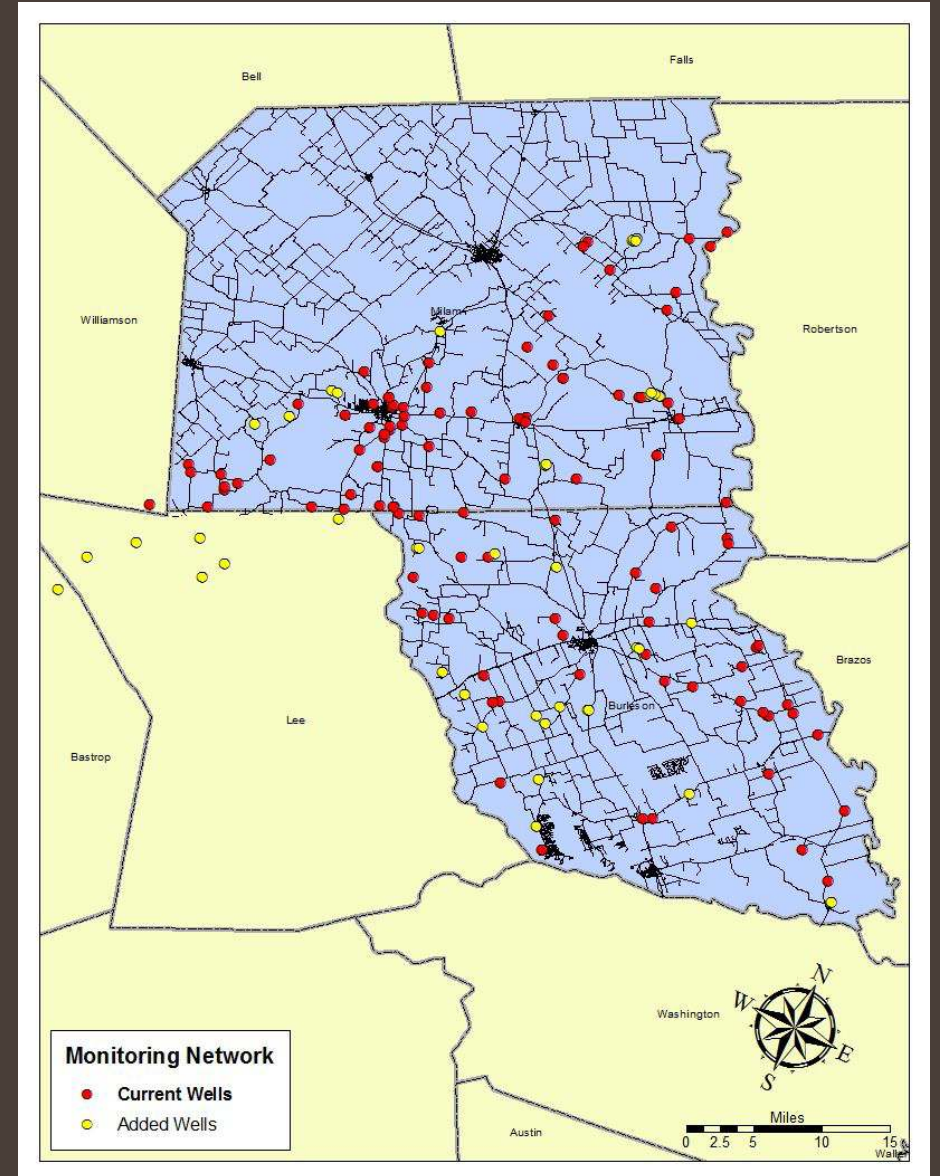 Bell
Falls
Williamson
Milam
Robertson
Brazos
Lee
Burleson
Bastrop
Washington
N
W
E
S
Monitoring Network
Current Wells
Added Wells
Austin
Miles
0 2.5 5 10 15